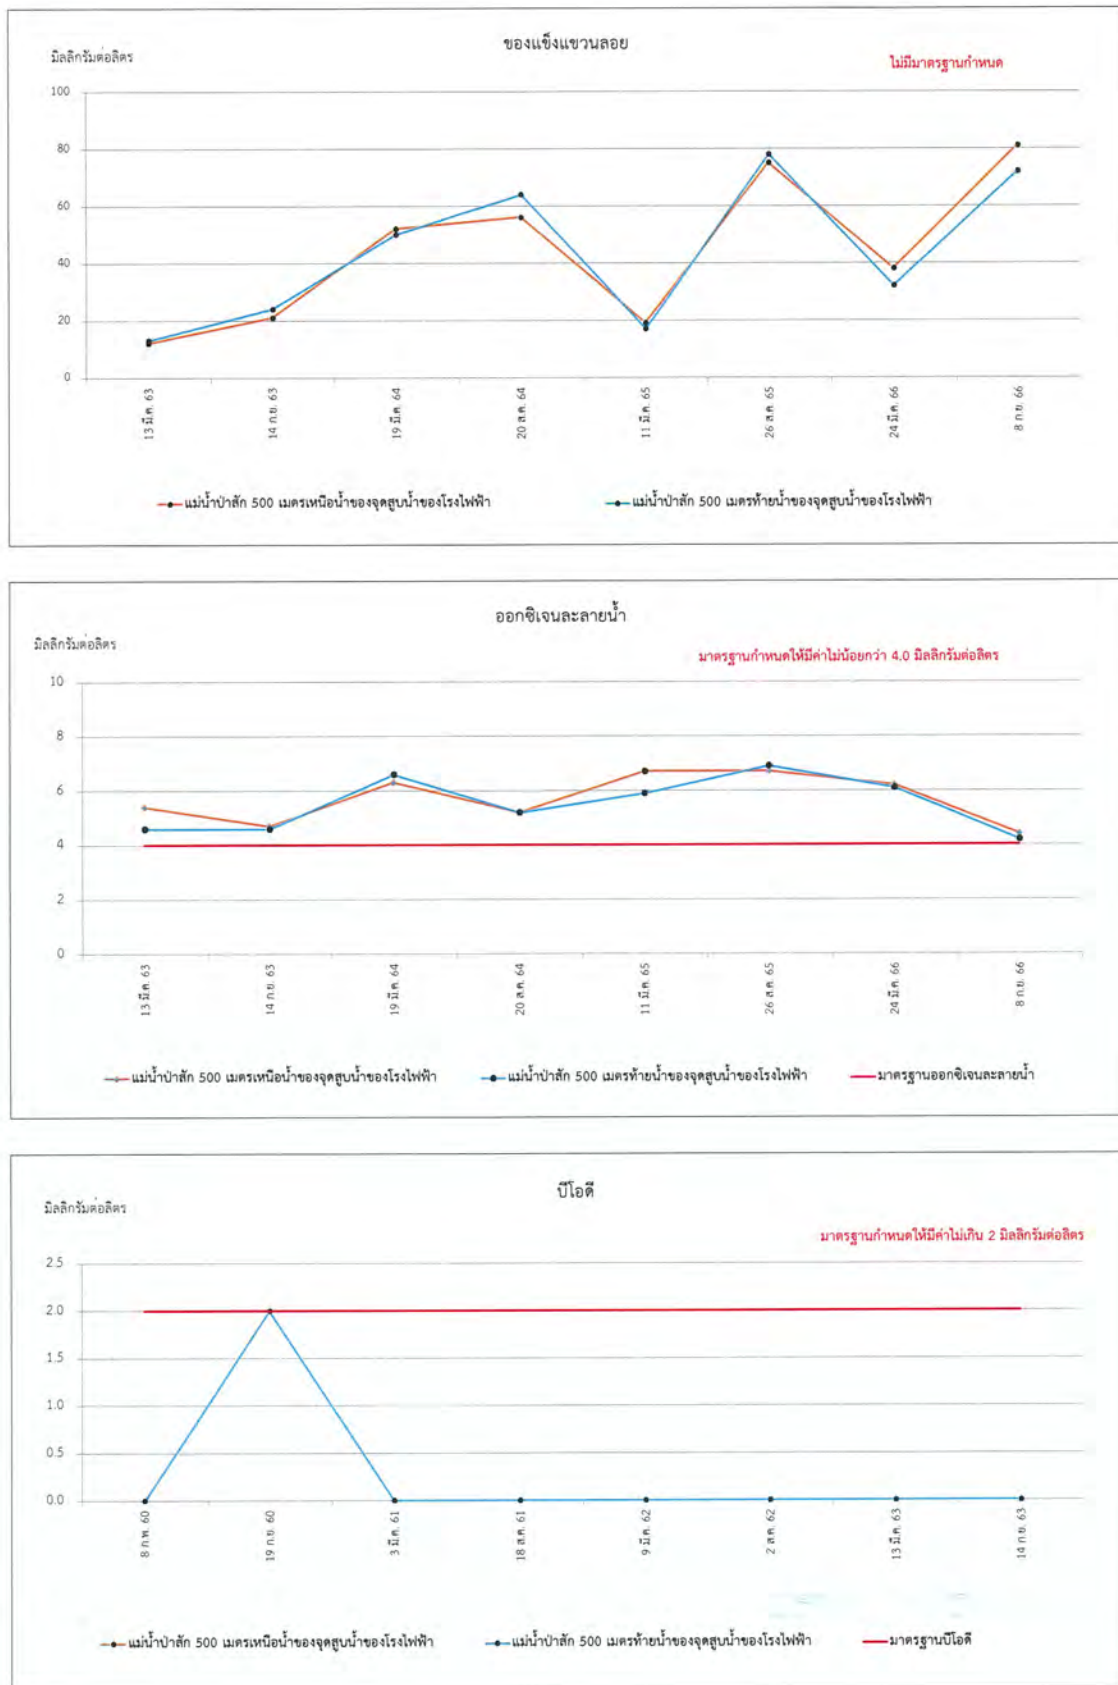 ของแข็งแขวนลอย
มิลลิกรัมต่อลิตร
ไม่มีมาตรฐานกำหนด
100
80
60
40
20
0
13 มี.ค. 63
14 ก.ย. 63
19 มี.ค. 64
20 ส.ค. 64
11 มี.ค. 65
26 ส.ค. 65
24 มี.ค. 66
8 ก.ย. 66
แม่น้ำป่าสัก 500 เมตรเหนือน้ำของจุดสูบน้ำของโรงไฟฟ้า
แม่น้ำป่าสัก 500 เมตรท้ายน้ำของจุดสูบน้ำของโรงไฟฟ้า
ออกซิเจนละลายน้ำ
มิลลิกรัมต่อลิตร
มาตรฐานกำหนดให้มีค่าไม่น้อยกว่า 4.0 มิลลิกรัมต่อลิตร
10
8
6
4
2
0
13 มี.ค. 63
14 ก.ย. 63
19 มี.ค. 64
20 ส.ค. 64
11 มี.ค. 65
26 ส.ค. 65
24 มี.ค. 66
8 ก.ย. 66
แม่น้ำป่าสัก 500 เมตรเหนือน้ำของจุดสูบน้ำของโรงไฟฟ้า
แม่น้ำป่าสัก 500 เมตรท้ายน้ำของจุดสูบน้ำของโรงไฟฟ้า
มาตรฐานออกซิเจนละลายน้ำ
บีโอดี
มิลลิกรัมต่อลิตร
มาตรฐานกำหนดให้มีค่าไม่เกิน 2 มิลลิกรัมต่อลิตร
2.5
2.0
1.5
1.0
0.5
0.0
8 ก.พ. 60
19 ก.ย. 60
3 มี.ค. 61
18 ส.ค. 61
9 มี.ค. 62
2 ส.ค. 62
13 มี.ค. 63
14 ก.ย. 63
แม่น้ำป่าสัก 500 เมตรเหนือน้ำของจุดสูบน้ำของโรงไฟฟ้า
แม่น้ำป่าสัก 500 เมตรท้ายน้ำของจุดสูบน้ำของโรงไฟฟ้า
มาตรฐานบีโอดี